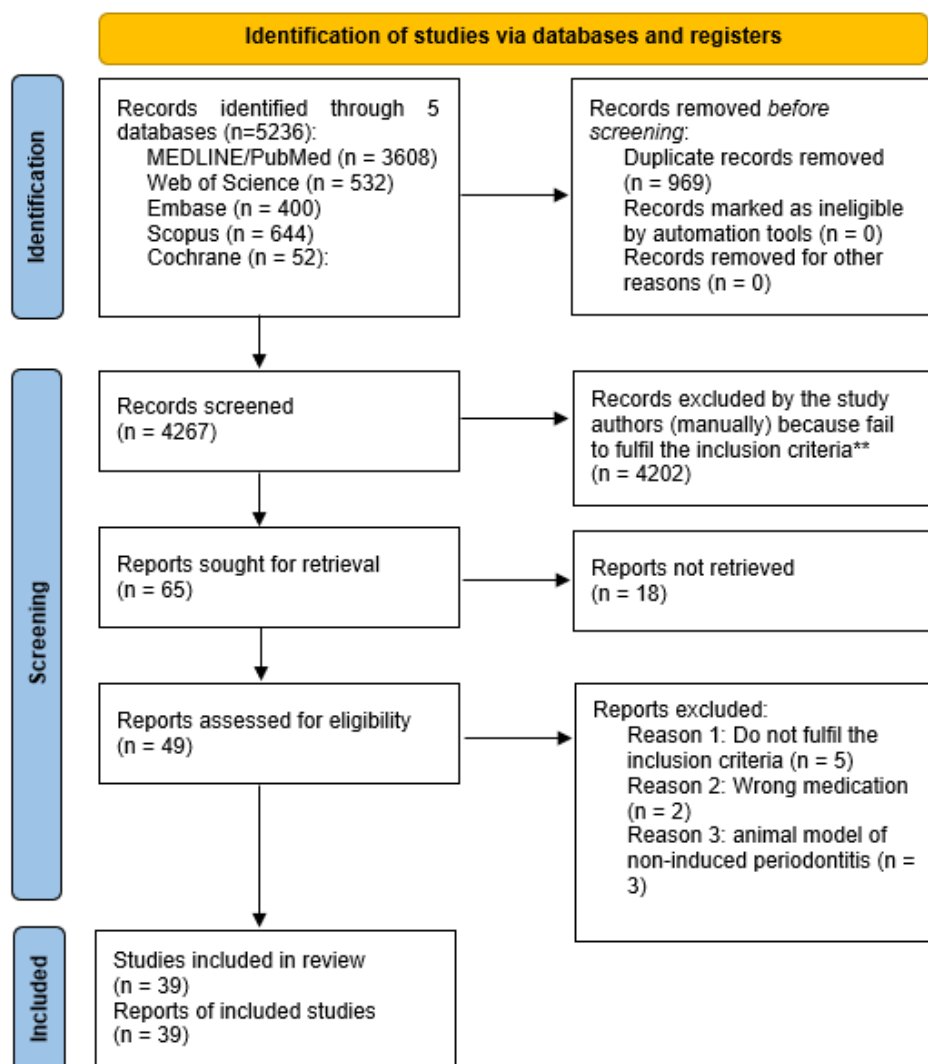 Identification of studies via databases and registers
Identification
Records identified through 5
databases (n=5236):
MEDLINE/PubMed (n = 3608)
Web of Science (n = 532)
Embase (n = 400)
Scopus (n = 644)
Cochrane (n = 52):
Records removed before
screening:
Duplicate records removed
(n = 969)
Records marked as ineligible
by automation tools (n = 0)
Records removed for other
reasons (n = 0)
Screening
Records screened
(n = 4267)
Records excluded by the study
authors (manually) because fail
to fulfil the inclusion criteria**
(n = 4202)
Reports sought for retrieval
(n = 65)
Reports not retrieved
(n = 18)
Reports assessed for eligibility
(n = 49)
Reports excluded:
Reason 1: Do not fulfil the
inclusion criteria (n = 5)
Reason 2: Wrong medication
(n = 2)
Reason 3: animal model of
non-induced periodontitis (n =
3)
Included
Studies included in review
(n = 39)
Reports of included studies
(n = 39)